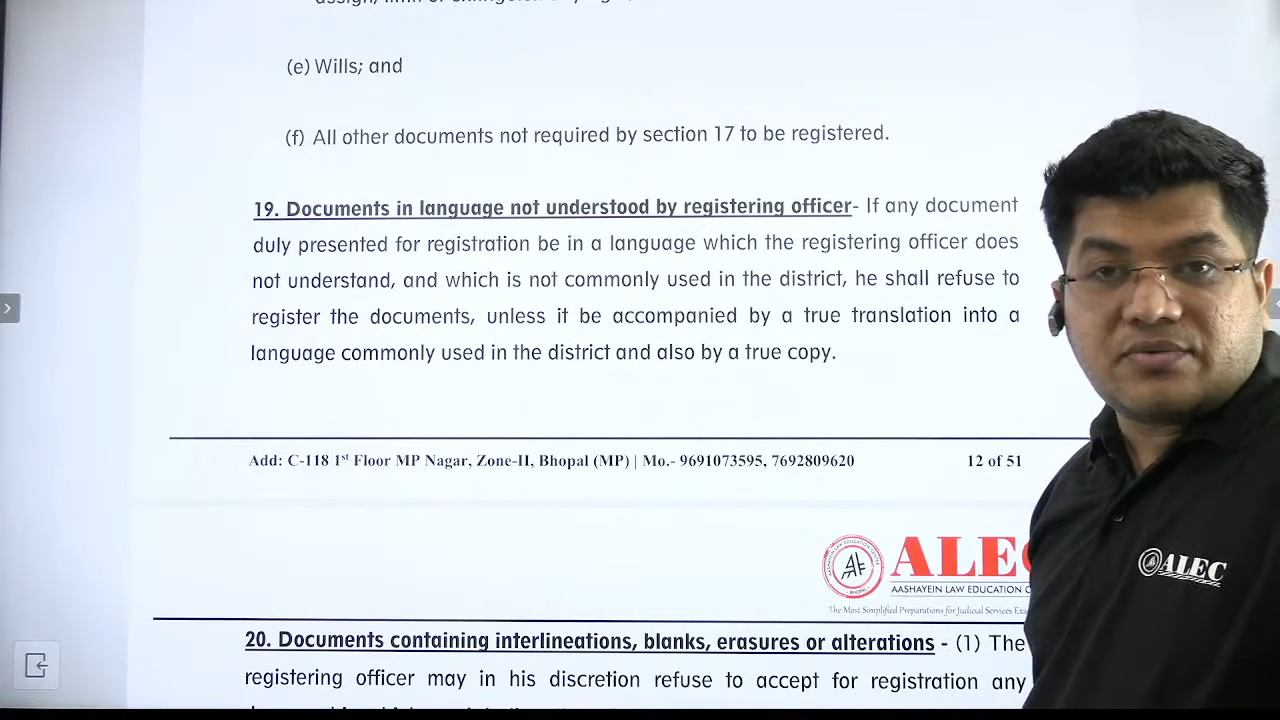 (e) Wills; and
(f) All other documents not required by section 17 to be registered.
19. Documents in language not understood by registering officer- If any document
duly presented for registration be in a language which the registering officer does
not understand, and which is not commonly used in the district, he shall refuse to
register the documents, unless it be accompanied by a true translation into a
language commonly used in the district and also by a true copy.
Add: C-118 1st Floor MP Nagar, Zone-II, Bhopal (MP) | Mo.- 9691073595, 7692809620
12 of 51
ALE
AASHAYEIN LAW EDUCATION
The Most Simplified Preparations for Judicial Services
ALEC
20. Documents containing interlineations, blanks, erasures or alterations - (1) The
registering officer may in his discretion refuse to accept for registration any